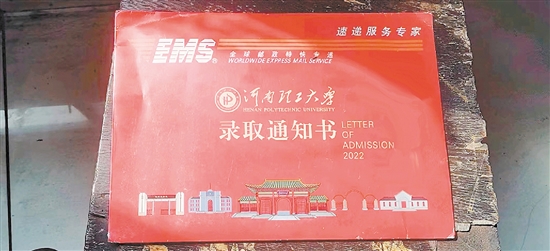 EMS®
速递服务专家
全球邮政特快专递
WORLDWIDE EXPRESS MAIL SERVICE
河南理工大学
HENAN POLYTECHNIC UNIVERSITY
录取通知书
LETTER
OF
ADMISSION
2022